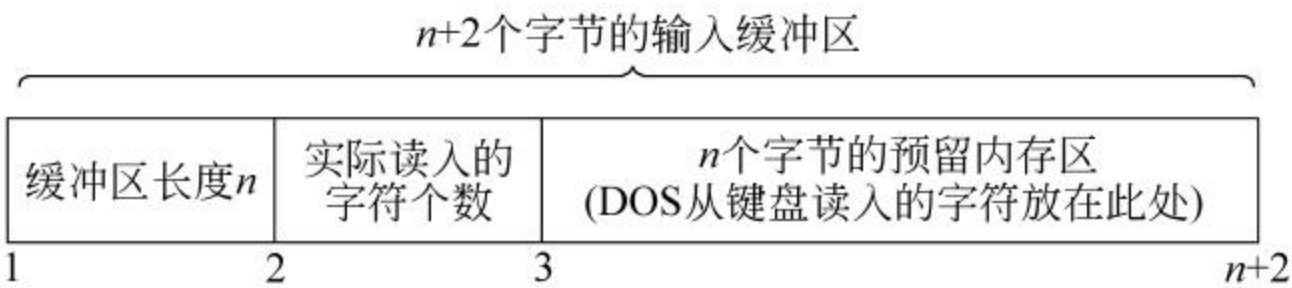 n+2个字节的输入缓冲区
缓冲区长度n
实际读入的
字符个数
n个字节的预留内存区
(DOS从键盘读入的字符放在此处)
1 2 3 n+2